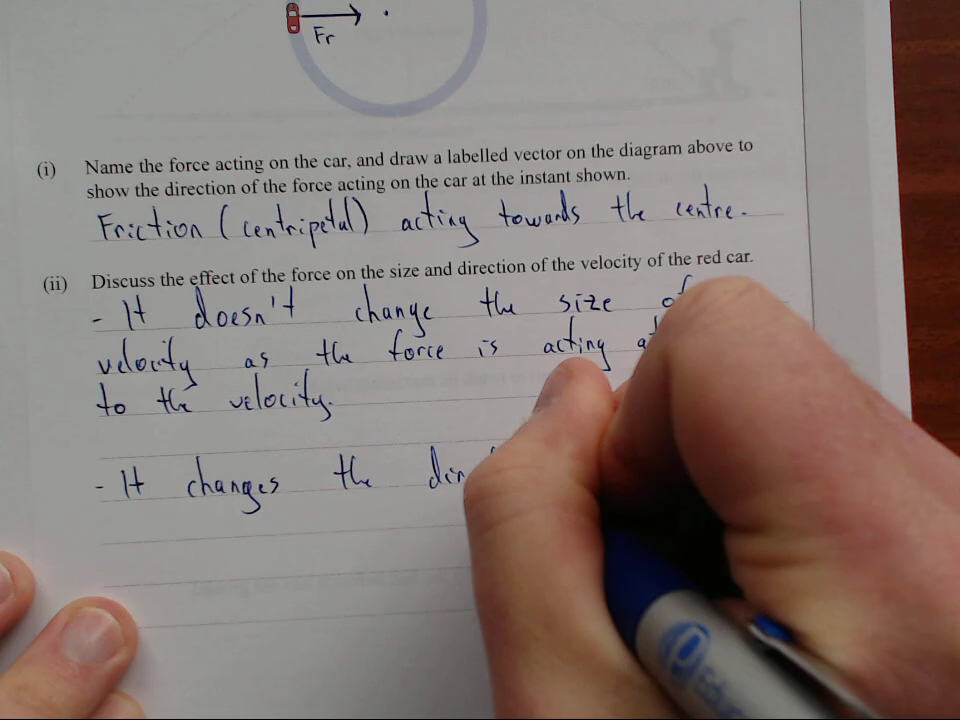 Fr
(i) Name the force acting on the car, and draw a labelled vector on the diagram above to
show the direction of the force acting on the car at the instant shown.
Friction (centripetal) acting towards the centre.
(ii) Discuss the effect of the force on the size and direction of the velocity of the red car.
- It doesn't change the size of
velocity as the force is acting
to the velocity.
- It changes the